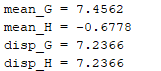 mean_G = 7.4562
mean_H = -0.6778
disp_G = 7.2366
disp_H = 7.2366